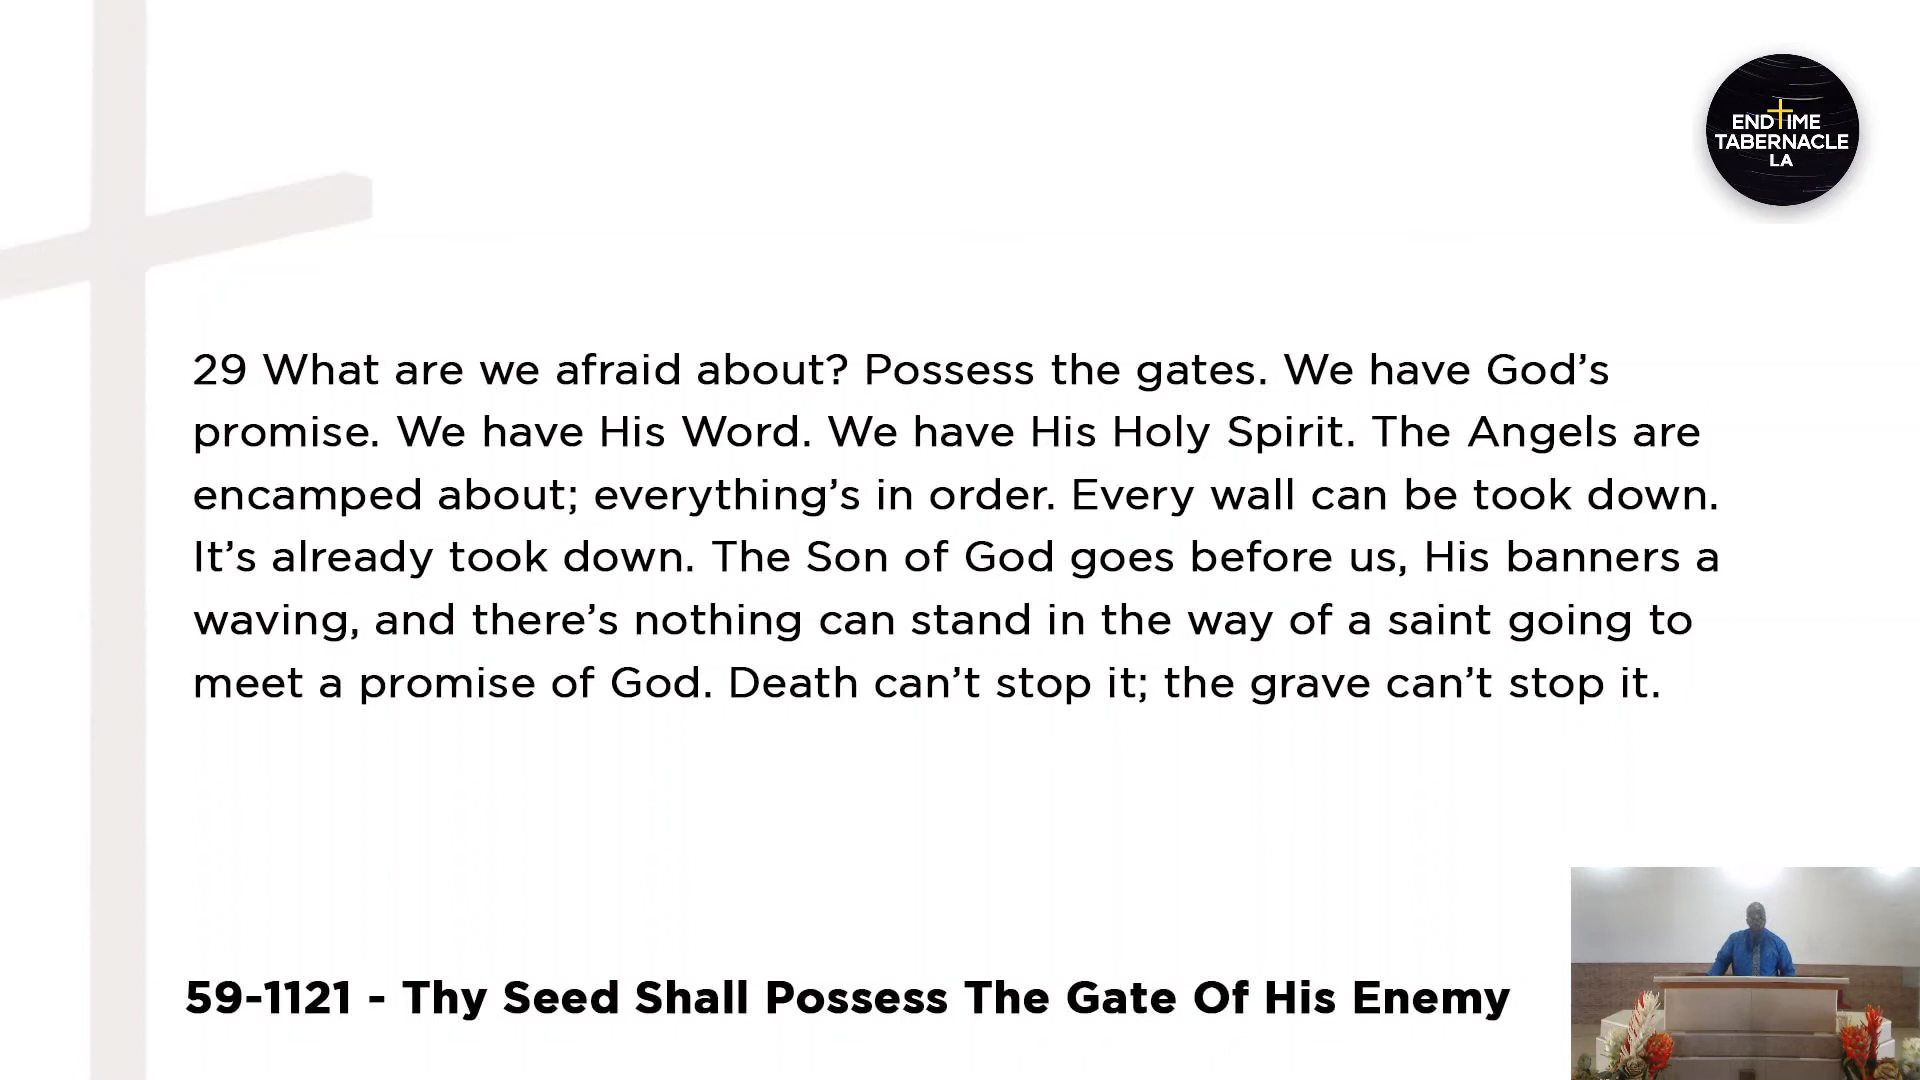 END TIME
TABERNACLE
LA
29 What are we afraid about? Possess the gates. We have God’s
promise. We have His Word. We have His Holy Spirit. The Angels are
encamped about; everything’s in order. Every wall can be took down.
It’s already took down. The Son of God goes before us, His banners a
waving, and there’s nothing can stand in the way of a saint going to
meet a promise of God. Death can’t stop it; the grave can’t stop it.
59-1121 - Thy Seed Shall Possess The Gate Of His Enemy